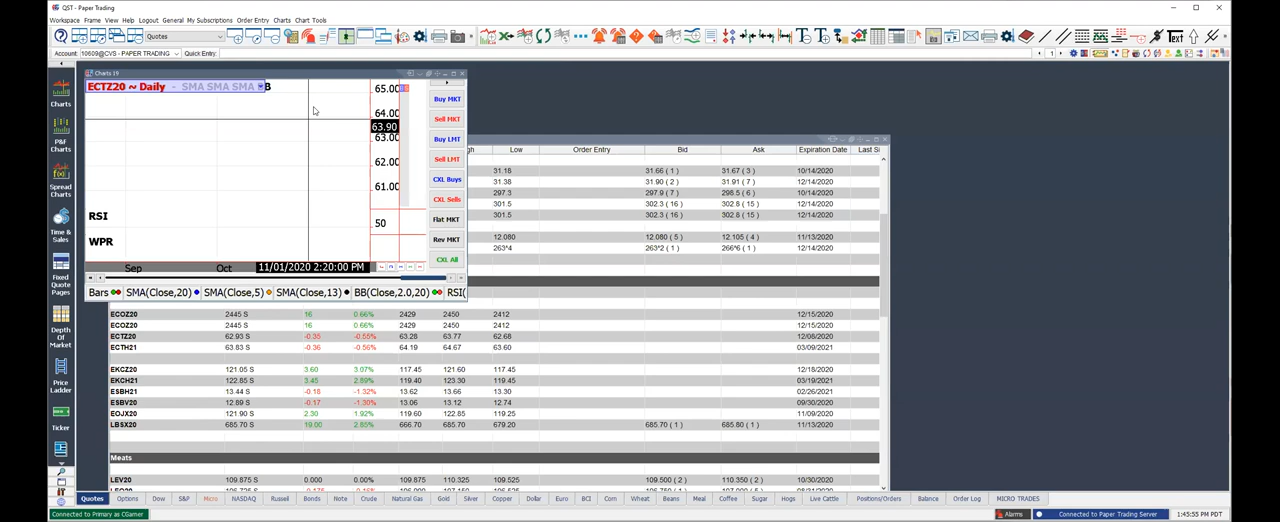 QST - Paper Trading
Workspace Frame View Help Logout General My Subscriptions Order Entry Charts Chart Tools
Quotes
Account: 10609@CVS - PAPER TRADING Quick Entry:
Charts
P&F Charts
Spread Charts
Time & Sales
Fixed Quote Pages
Depth Of Market
Price Ladder
Ticker
Charts 19
ECTZ20 ~ Daily - SMA SMA SMA B
65.00
64.00
63.90
63.00
62.00
61.00
RSI
50
WPR
Sep Oct 11/01/2020 2:20:00 PM
Bars SMA(Close,20) SMA(Close,5) SMA(Close,13) BB(Close,2.0,20) RSI(
Buy MKT
Sell MKT
Buy LMT
Sell LMT
CXL Buys
CXL Sells
Flat MKT
Rev MKT
CXL All
Low Order Entry Bid Ask Expiration Date
31.18 31.66 ( 1 ) 31.67 ( 3 ) 10/14/2020
31.38 31.90 ( 2 ) 31.91 ( 7 ) 12/14/2020
297.3 297.9 ( 7 ) 298.5 ( 6 ) 10/14/2020
301.5 302.3 ( 16 ) 302.8 ( 15 ) 12/14/2020
301.5 302.3 ( 16 ) 302.8 ( 15 ) 12/14/2020
12.080 12.080 ( 5 ) 12.105 ( 4 ) 11/13/2020
263*4 263*2 ( 1 ) 266*6 ( 1 ) 12/14/2020
ECOZ20 2445 S 16 0.66% 2429 2450 2412 12/15/2020
ECOZ20 2445 S 16 0.66% 2429 2450 2412 12/15/2020
ECTZ20 62.93 S -0.35 -0.55% 63.28 63.77 62.68 12/08/2020
ECTH21 63.83 S -0.36 -0.56% 64.19 64.67 63.60 03/09/2021
EKCZ20 121.05 S 3.60 3.07% 117.45 121.60 117.45 12/18/2020
EKCH21 122.85 S 3.45 2.89% 119.40 123.30 119.45 03/19/2021
ESBH21 13.44 S -0.18 -1.32% 13.62 13.66 13.30 02/26/2021
ESBV20 12.89 S -0.17 -1.30% 13.06 13.12 12.74 09/30/2020
EOJX20 121.90 S 2.30 1.92% 119.60 122.85 119.25 11/09/2020
LBSX20 685.70 S 19.00 2.85% 666.70 685.70 679.20 685.70 ( 1 ) 685.80 ( 1 ) 11/13/2020
Meats
LEV20 109.875 S 0.000 0.00% 109.875 110.325 109.525 109.500 ( 2 ) 110.350 ( 2 ) 10/30/2020
Quotes Options Dow S&P Micro NASDAQ Russell Bonds Note Crude Natural Gas Gold Silver Copper Dollar Euro BCI Corn Wheat Beans Meal Coffee Sugar Hogs Live Cattle Positions/Orders Balance Order Log MICRO TRADES
Connected to Primary as CGamer Alarms Connected to Paper Trading Server 1:45:55 PM PDT